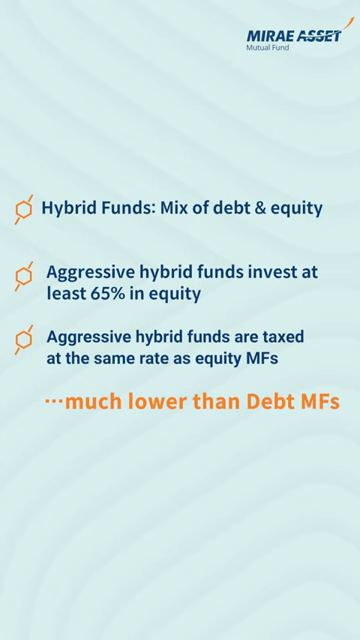 MIRAE ASSET
Mutual Fund
Hybrid Funds: Mix of debt & equity
Aggressive hybrid funds invest at
least 65% in equity
Aggressive hybrid funds are taxed
at the same rate as equity MFs
...much lower than Debt MFs